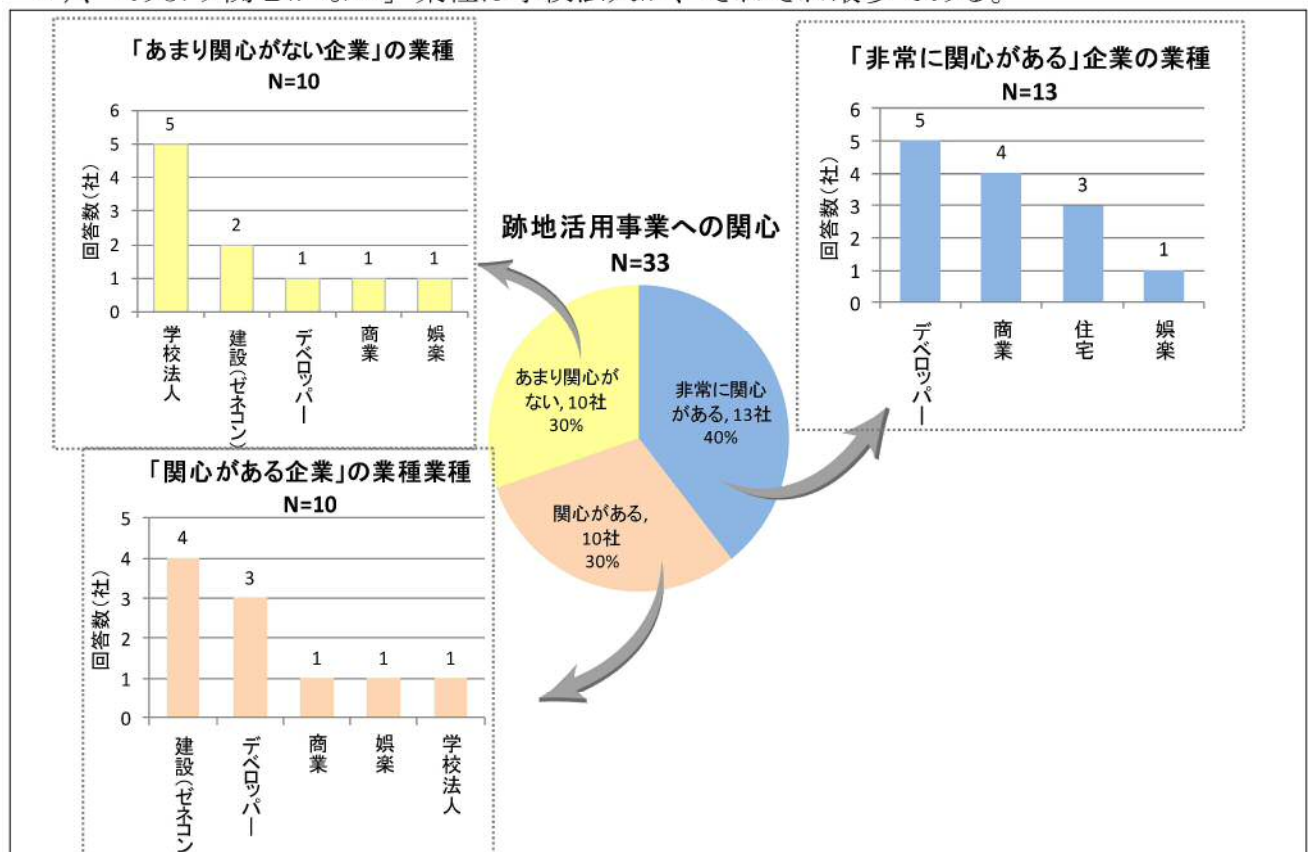 「あまり関心がない企業」の業種
N=10
回答数(社)
6
5
4
3
2
1
0
5
2
1
1
1
学校法人
建設(ゼネコン)
デベロッパー
商業
娯楽
「非常に関心がある」企業の業種
N=13
回答数(社)
6
5
4
3
2
1
0
5
4
3
1
デベロッパー
商業
住宅
娯楽
跡地活用事業への関心
N=33
あまり関心が
ない, 10社
30%
非常に関心
がある, 13社
40%
関心がある,
10社
30%
「関心がある企業」の業種業種
N=10
回答数(社)
5
4
3
2
1
0
4
3
1
1
1
建設(ゼネコン
デベロッパー
商業
娯楽
学校法人